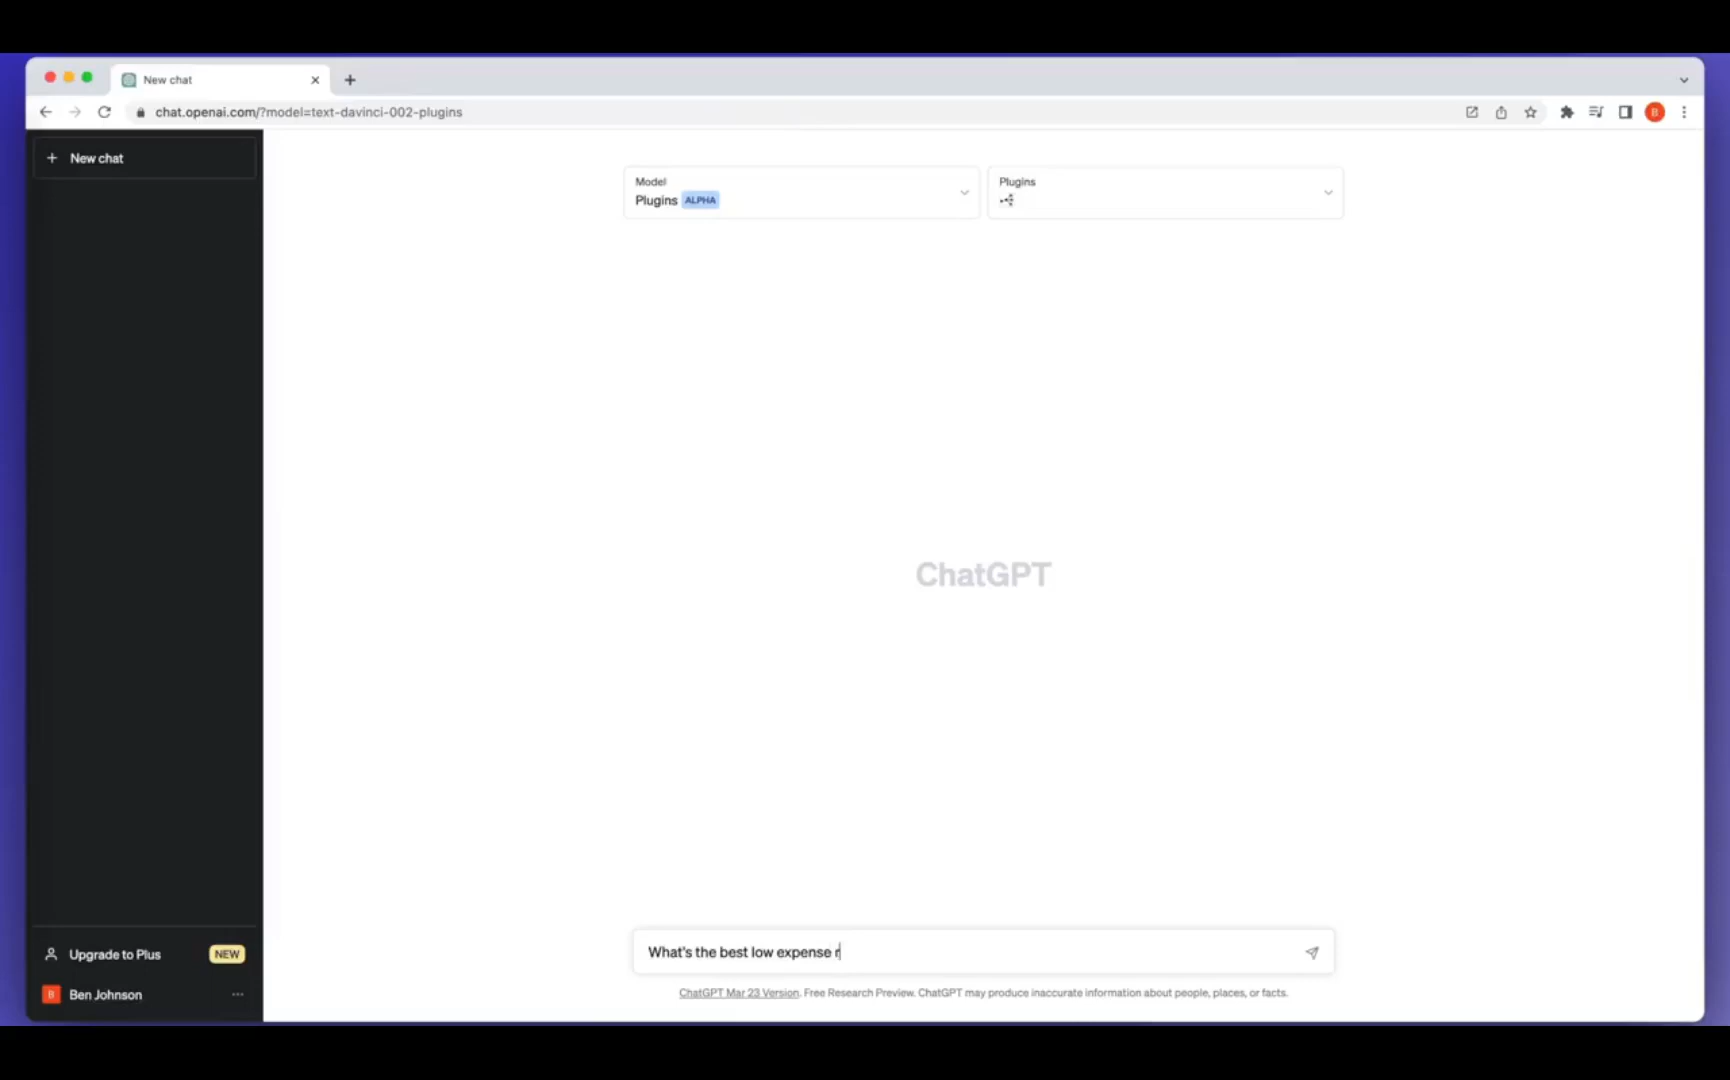 New chat
chat.openai.com/?model=text-davinci-002-plugins
B
New chat
Model
Plugins ALPHA
Plugins
ChatGPT
What's the best low expense r
ChatGPT Mar 23 Version. Free Research Preview. ChatGPT may produce inaccurate information about people, places, or facts.
Upgrade to Plus NEW
B Ben Johnson